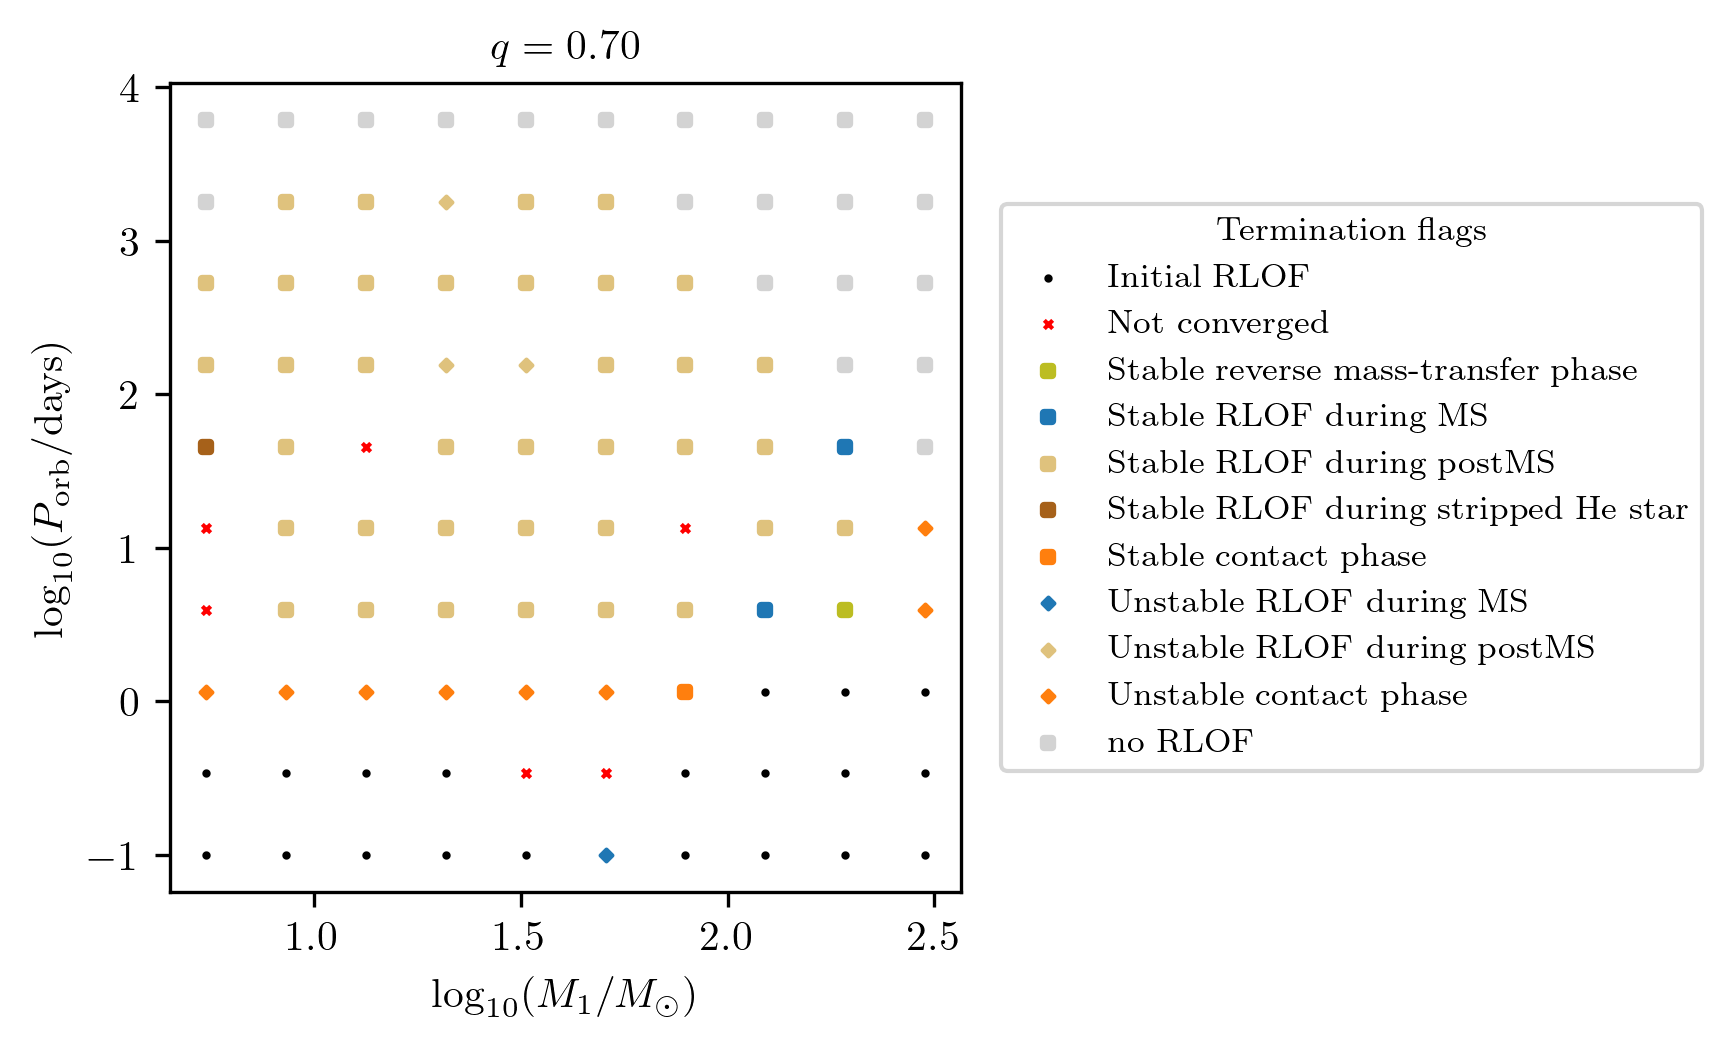 q = 0.70
4
3
2
1
0
−1
log₁₀(P_orb/days)
1.0
1.5
2.0
2.5
log₁₀(M₁/M_⊙)
Termination flags
Initial RLOF
Not converged
Stable reverse mass-transfer phase
Stable RLOF during MS
Stable RLOF during postMS
Stable RLOF during stripped He star
Stable contact phase
Unstable RLOF during MS
Unstable RLOF during postMS
Unstable contact phase
no RLOF